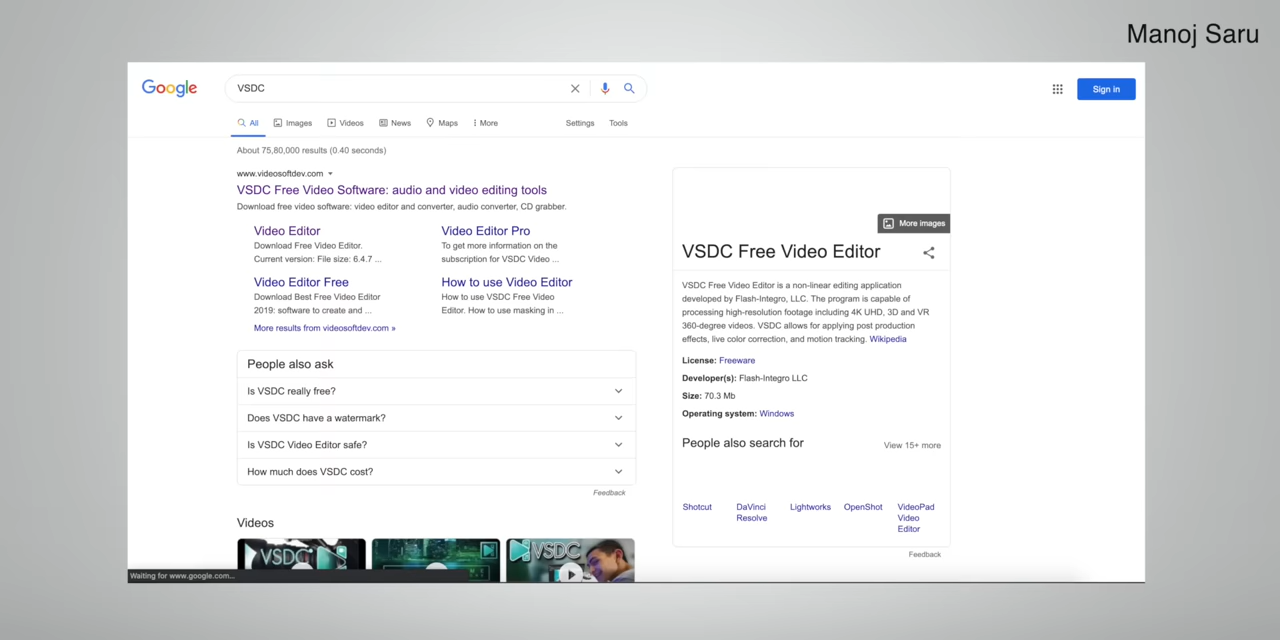 Manoj Saru
Google
VSDC
Sign in
All Images Videos News Maps More Settings Tools
About 75,80,000 results (0.40 seconds)
www.videosoftdev.com
VSDC Free Video Software: audio and video editing tools
Download free video software: video editor and converter, audio converter, CD grabber.
Video Editor
Download Free Video Editor.
Current version: File size: 6.4.7 ...
Video Editor Pro
To get more information on the
subscription for VSDC Video ...
Video Editor Free
Download Best Free Video Editor
2019: software to create and ...
How to use Video Editor
How to use VSDC Free Video
Editor. How to use masking in ...
More results from videosoftdev.com »
People also ask
Is VSDC really free?
Does VSDC have a watermark?
Is VSDC Video Editor safe?
How much does VSDC cost?
Feedback
Videos
VSDC
VSDC
Waiting for www.google.com...
More images
VSDC Free Video Editor
VSDC Free Video Editor is a non-linear editing application
developed by Flash-Integro, LLC. The program is capable of
processing high-resolution footage including 4K UHD, 3D and VR
360-degree videos. VSDC allows for applying post production
effects, live color correction, and motion tracking. Wikipedia
License: Freeware
Developer(s): Flash-Integro LLC
Size: 70.3 Mb
Operating system: Windows
People also search for
View 15+ more
Shotcut
DaVinci
Resolve
Lightworks
OpenShot
VideoPad
Video
Editor
Feedback